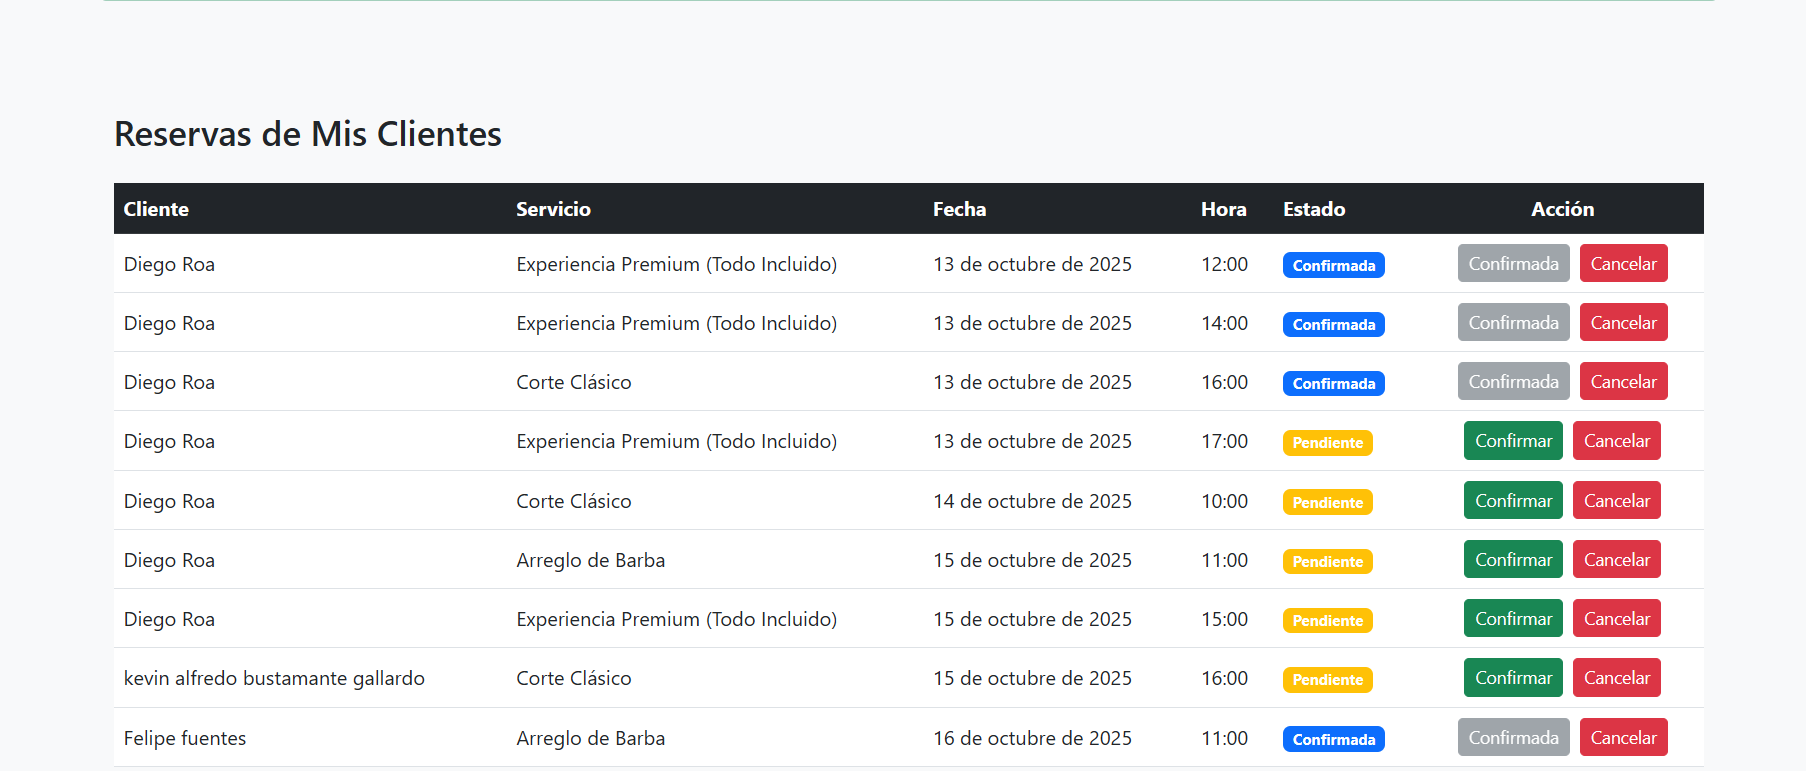 Reservas de Mis Clientes
Cliente Servicio Fecha Hora Estado Acción
Diego Roa Experiencia Premium (Todo Incluido) 13 de octubre de 2025 12:00 Confirmada Confirmada Cancelar
Diego Roa Experiencia Premium (Todo Incluido) 13 de octubre de 2025 14:00 Confirmada Confirmada Cancelar
Diego Roa Corte Clásico 13 de octubre de 2025 16:00 Confirmada Confirmada Cancelar
Diego Roa Experiencia Premium (Todo Incluido) 13 de octubre de 2025 17:00 Pendiente Confirmar Cancelar
Diego Roa Corte Clásico 14 de octubre de 2025 10:00 Pendiente Confirmar Cancelar
Diego Roa Arreglo de Barba 15 de octubre de 2025 11:00 Pendiente Confirmar Cancelar
Diego Roa Experiencia Premium (Todo Incluido) 15 de octubre de 2025 15:00 Pendiente Confirmar Cancelar
kevin alfredo bustamante gallardo Corte Clásico 15 de octubre de 2025 16:00 Pendiente Confirmar Cancelar
Felipe fuentes Arreglo de Barba 16 de octubre de 2025 11:00 Confirmada Confirmada Cancelar